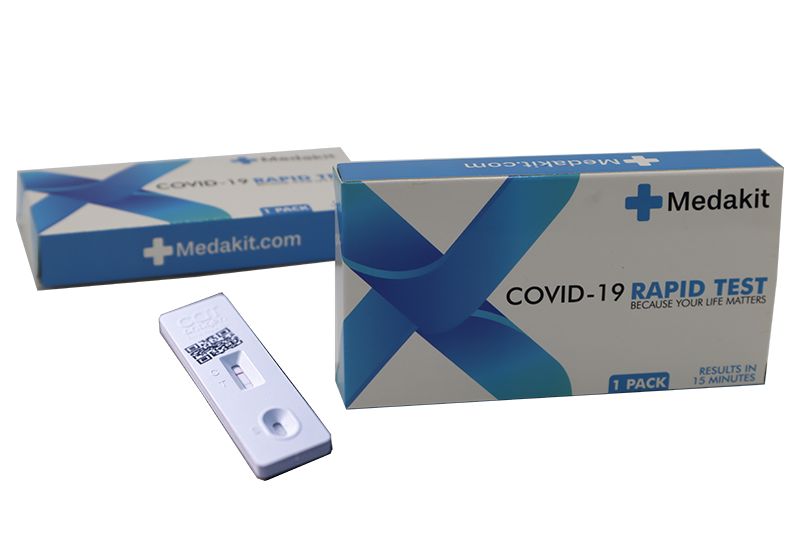 Medakit
COVID-19 RAPID TEST
1 PACK
Medakit.com
Medakit.com
Medakit
COVID-19 RAPID TEST
BECAUSE YOUR LIFE MATTERS
1 PACK
RESULTS IN
15 MINUTES
C
T